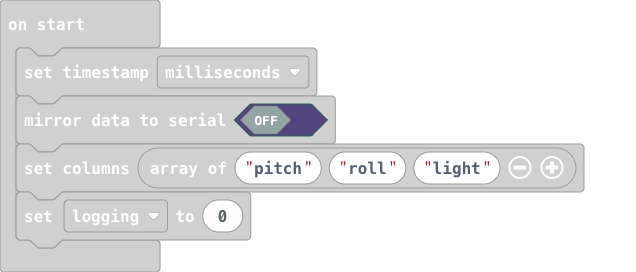 on start
set timestamp milliseconds
mirror data to serial OFF
set columns array of "pitch" "roll" "light"
set logging to 0